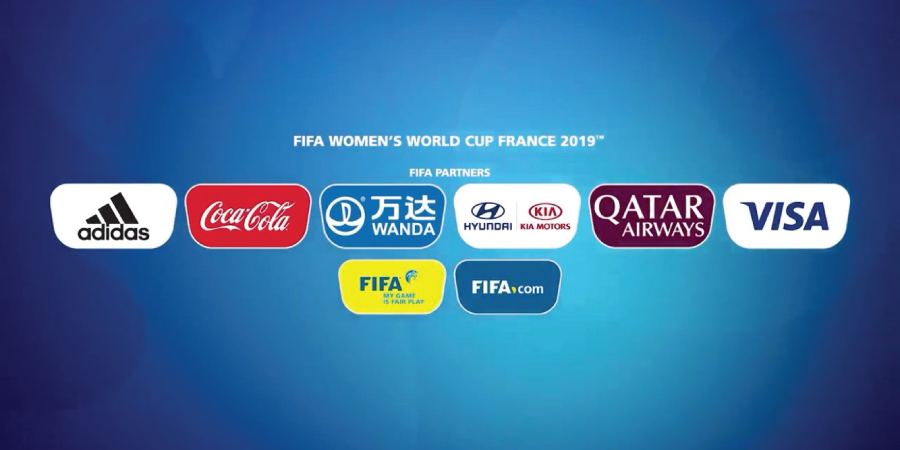 FIFA WOMEN'S WORLD CUP FRANCE 2019™
FIFA PARTNERS
adidas
Coca-Cola
万达
WANDA
HYUNDAI
KIA
KIA MOTORS
QATAR
AIRWAYS
VISA
FIFA
MY GAME
IS FAIR PLAY
FIFA.com